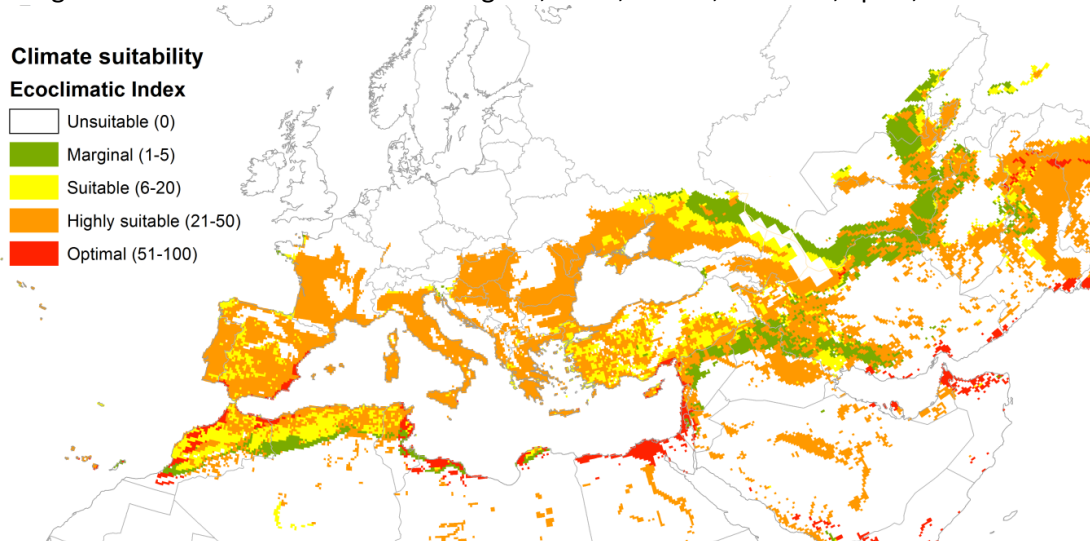 Climate suitability
Ecoclimatic Index
Unsuitable (0)
Marginal (1-5)
Suitable (6-20)
Highly suitable (21-50)
Optimal (51-100)